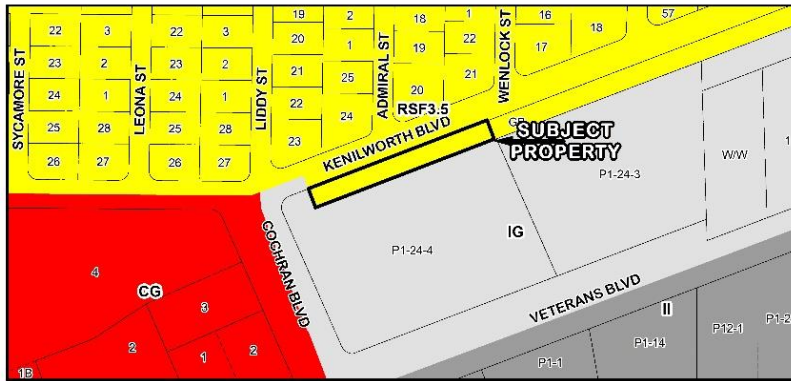 19
2
18
1
16
57
22
3
22
3
20
1
19
22
17
18
23
2
23
2
21
25
20
21
24
1
24
1
22
24
25
28
25
28
23
26
27
26
27
SYCAMORE ST
LEONA ST
LIDDY ST
ADMIRAL ST
WENLOCK ST
RSF3.5
KENILWORTH BLVD
SUBJECT
PROPERTY
W/W
P1-24-3
P1-24-4
IG
COCHRAN BLVD
VETERANS BLVD
4
CG
3
2
1
2
1B
II
P1-1
P1-14
P12-1